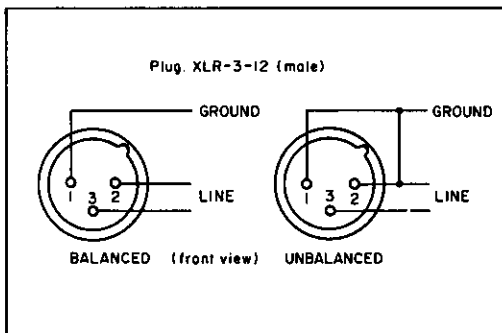 Plug. XLR-3-12 (male)
GROUND GROUND
1 3 2 LINE 1 3 2 LINE
BALANCED (front view) UNBALANCED